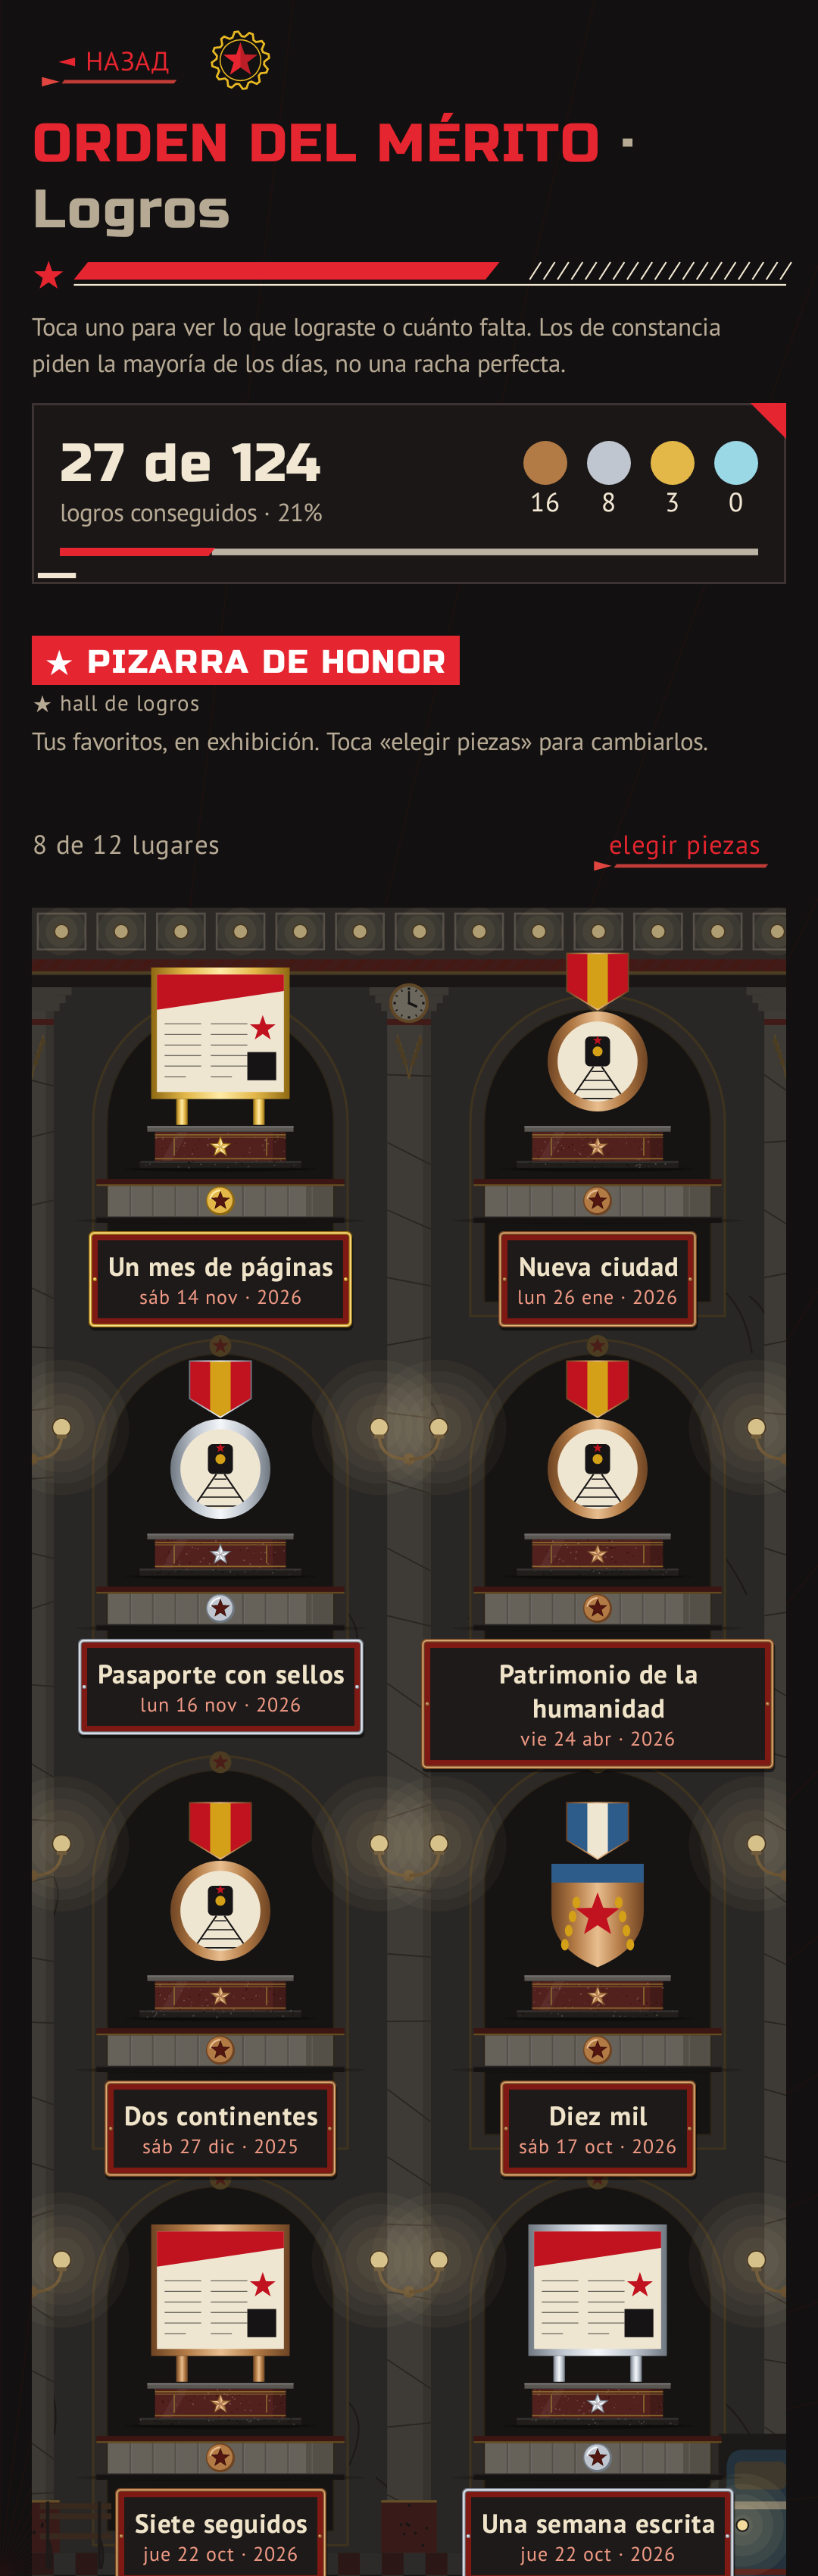 НАЗАД
ORDEN DEL MÉRITO ·
Logros
Toca uno para ver lo que lograste o cuánto falta. Los de constancia
piden la mayoría de los días, no una racha perfecta.
27 de 124
logros conseguidos · 21%
16 8 3 0
★ PIZARRA DE HONOR
★ hall de logros
Tus favoritos, en exhibición. Toca «elegir piezas» para cambiarlos.
8 de 12 lugares
elegir piezas
Un mes de páginas
sáb 14 nov · 2026
Nueva ciudad
lun 26 ene · 2026
Pasaporte con sellos
lun 16 nov · 2026
Patrimonio de la
humanidad
vie 24 abr · 2026
Dos continentes
sáb 27 dic · 2025
Diez mil
sáb 17 oct · 2026
Siete seguidos
jue 22 oct · 2026
Una semana escrita
jue 22 oct · 2026